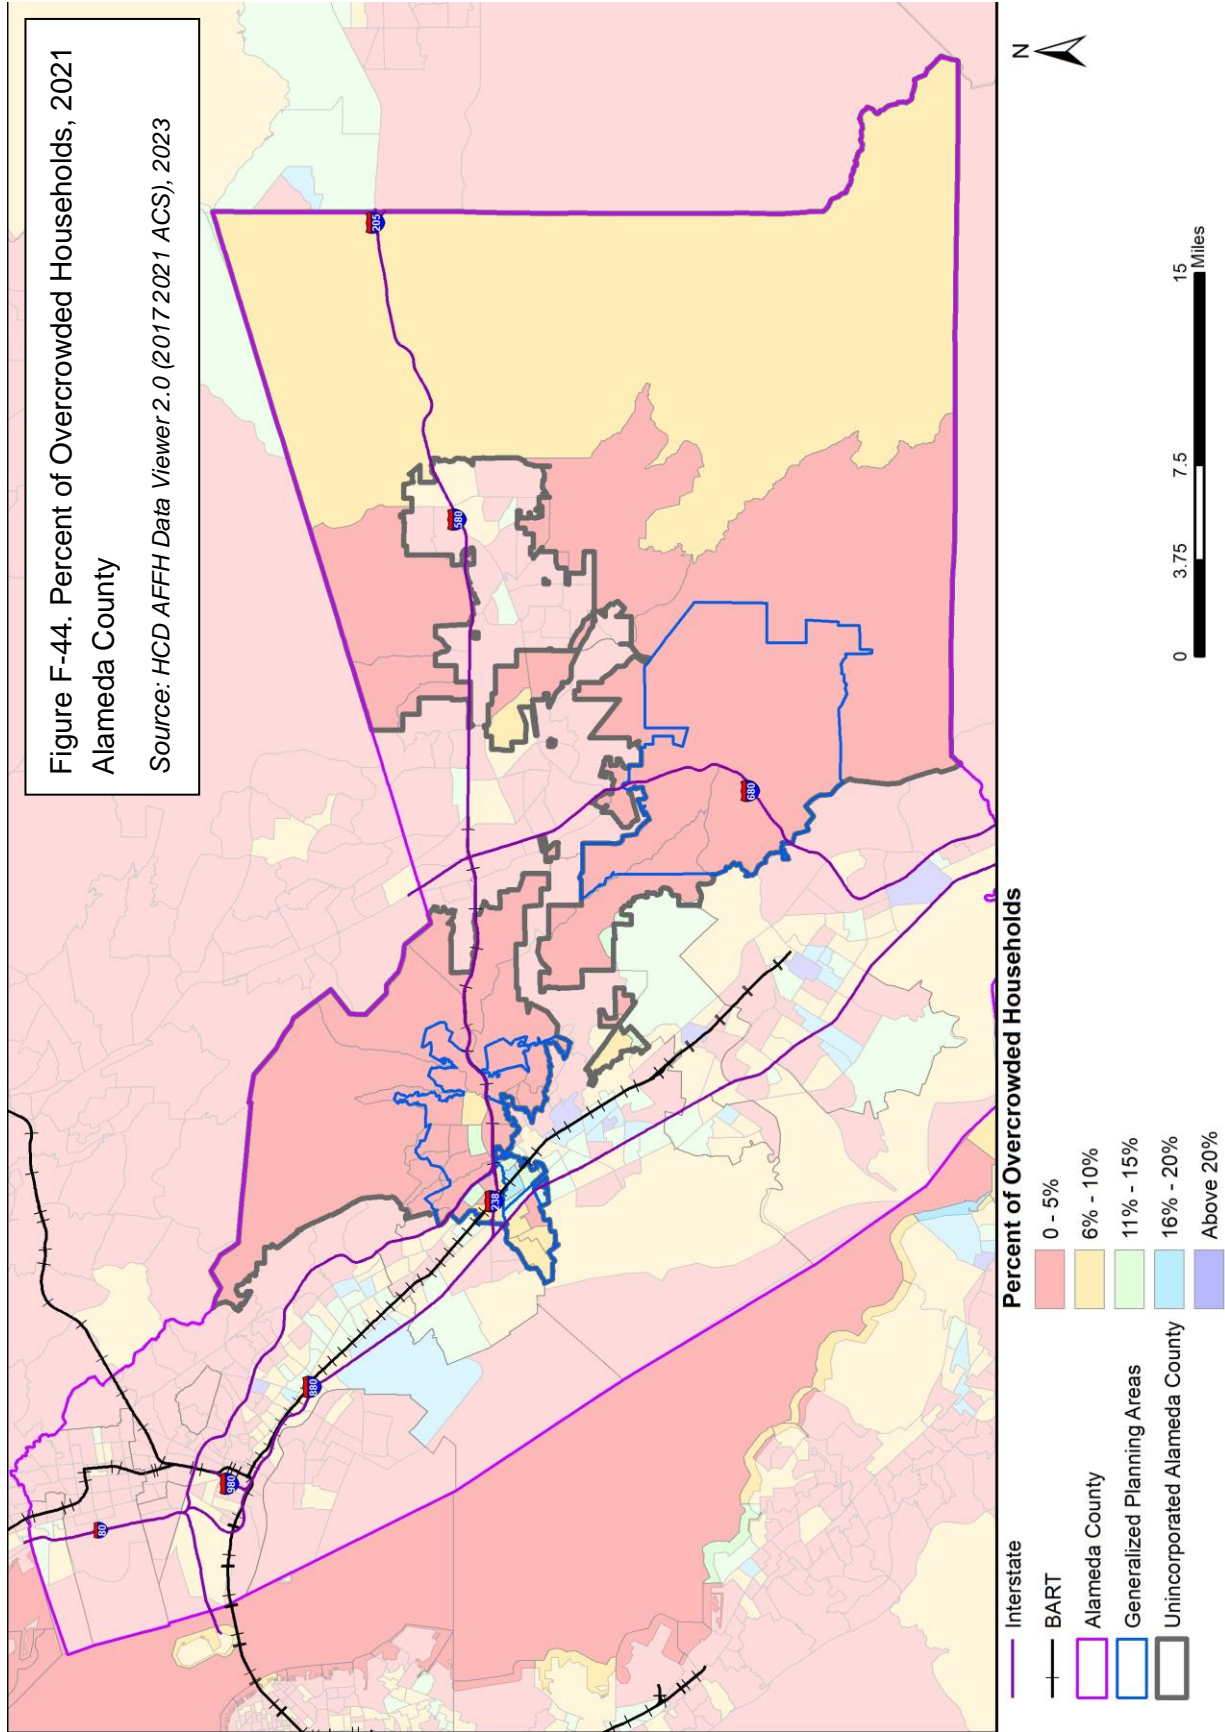 Figure F-44. Percent of Overcrowded Households, 2021
Alameda County
Source: HCD AFFH Data Viewer 2.0 (2017 2021 ACS), 2023
80
980
880
238
580
205
680
N
Interstate
BART
Alameda County
Generalized Planning Areas
Unincorporated Alameda County
Percent of Overcrowded Households
0 - 5%
6% - 10%
11% - 15%
16% - 20%
Above 20%
0 3.75 7.5 15
Miles